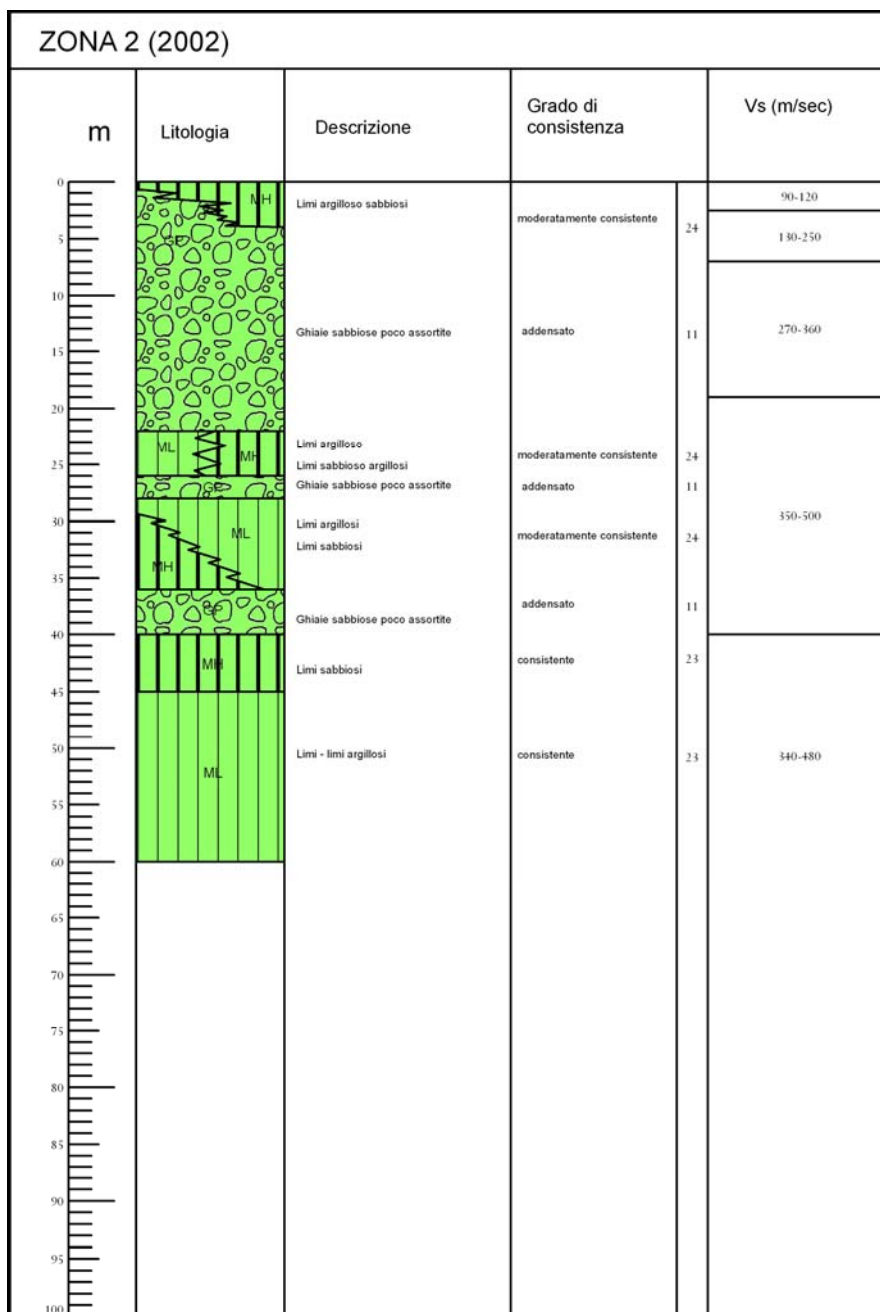 ZONA 2 (2002)
m
Litologia
Descrizione
Grado di
consistenza
Vs (m/sec)
0
MH
Limi argilloso sabbiosi
90-120
moderatamente consistente
24
5
GP
130-250
10
Ghiaie sabbiose poco assortite
addensato
11
270-360
15
20
ML
MH
Limi argilloso
moderatamente consistente
24
25
Limi sabbioso argillosi
GP
Ghiaie sabbiose poco assortite
addensato
11
350-500
30
ML
Limi argillosi
moderatamente consistente
24
Limi sabbiosi
MH
35
GP
addensato
11
Ghiaie sabbiose poco assortite
40
MH
Limi sabbiosi
consistente
23
45
50
ML
Limi - limi argillosi
consistente
23
340-480
55
60
65
70
75
80
85
90
95
100